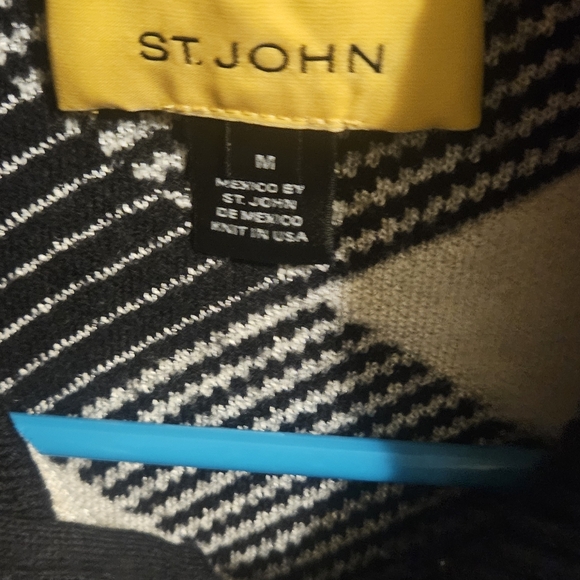 ST. JOHN
M
MEXICO BY
ST. JOHN
DE MEXICO
KNIT IN USA